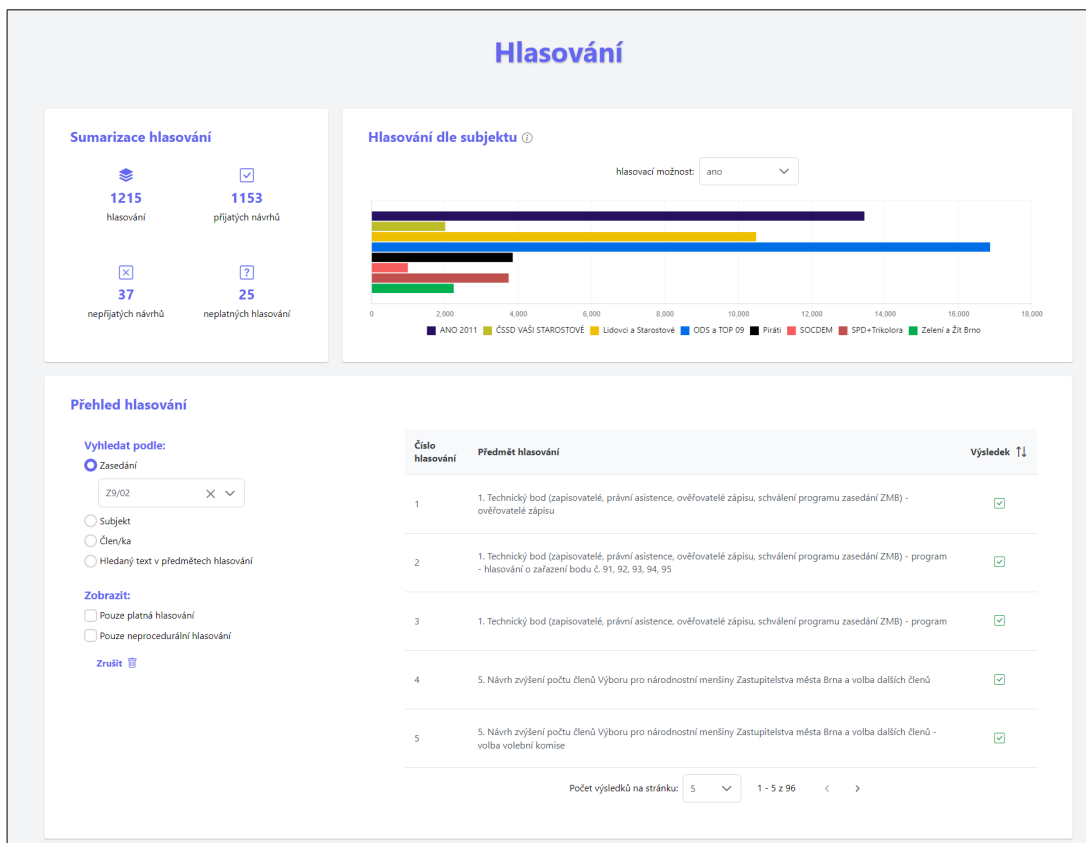 Hlasování
Sumarizace hlasování
1215
hlasování
1153
přijatých návrhů
37
nepřijatých návrhů
25
neplatných hlasování
Hlasování dle subjektu
hlasovací možnost: ano
0 2,000 4,000 6,000 8,000 10,000 12,000 14,000 16,000 18,000
ANO 2011 ČSSD VAŠI STAROSTOVÉ Lidovci a Starostové ODS a TOP 09 Piráti SOCDEM SPD+Trikolora Zelení a Žít Brno
Přehled hlasování
Vyhledat podle:
Zasedání
Z9/02
Subjekt
Člen/ka
Hledaný text v předmětech hlasování
Zobrazit:
Pouze platná hlasování
Pouze neprocedurální hlasování
Zrušit
Číslo
hlasování
Předmět hlasování
Výsledek
1
1. Technický bod (zapisovatelé, právní asistence, ověřovatelé zápisu, schválení programu zasedání ZMB) -
ověřovatelé zápisu
2
1. Technický bod (zapisovatelé, právní asistence, ověřovatelé zápisu, schválení programu zasedání ZMB) - program
- hlasování o zařazení bodu č. 91, 92, 93, 94, 95
3
1. Technický bod (zapisovatelé, právní asistence, ověřovatelé zápisu, schválení programu zasedání ZMB) - program
4
5. Návrh zvýšení počtu členů Výboru pro národnostní menšiny Zastupitelstva města Brna a volba dalších členů
5
5. Návrh zvýšení počtu členů Výboru pro národnostní menšiny Zastupitelstva města Brna a volba dalších členů -
volba volební komise
Počet výsledků na stránku: 5 1 - 5 z 96